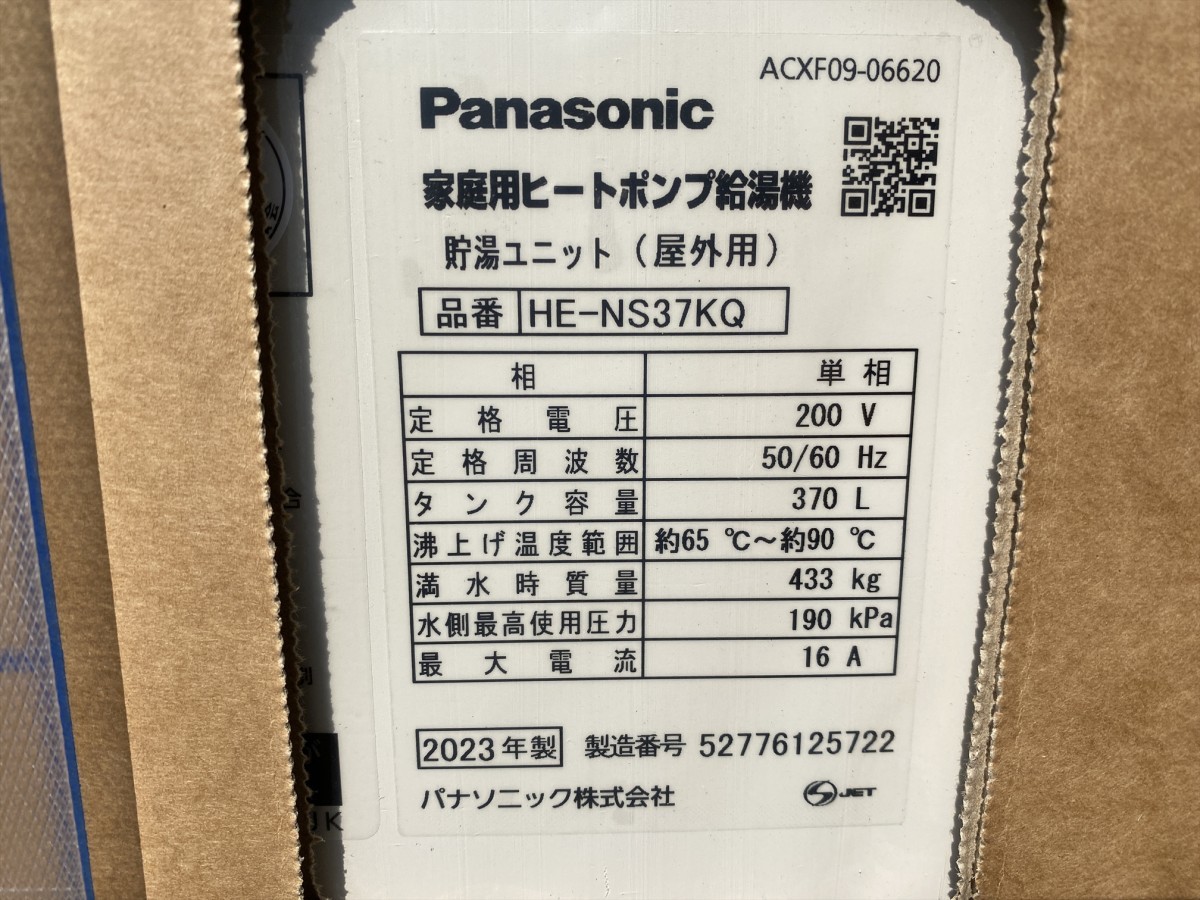 ACXF09-06620
Panasonic
家庭用ヒートポンプ給湯機
貯湯ユニット（屋外用）
品番 HE-NS37KQ
相 単相
定格電圧 200 V
定格周波数 50/60 Hz
タンク容量 370 L
沸上げ温度範囲 約65 ℃～約90 ℃
満水時質量 433 kg
水側最高使用圧力 190 kPa
最大電流 16 A
2023年製 製造番号 52776125722
パナソニック株式会社 JET